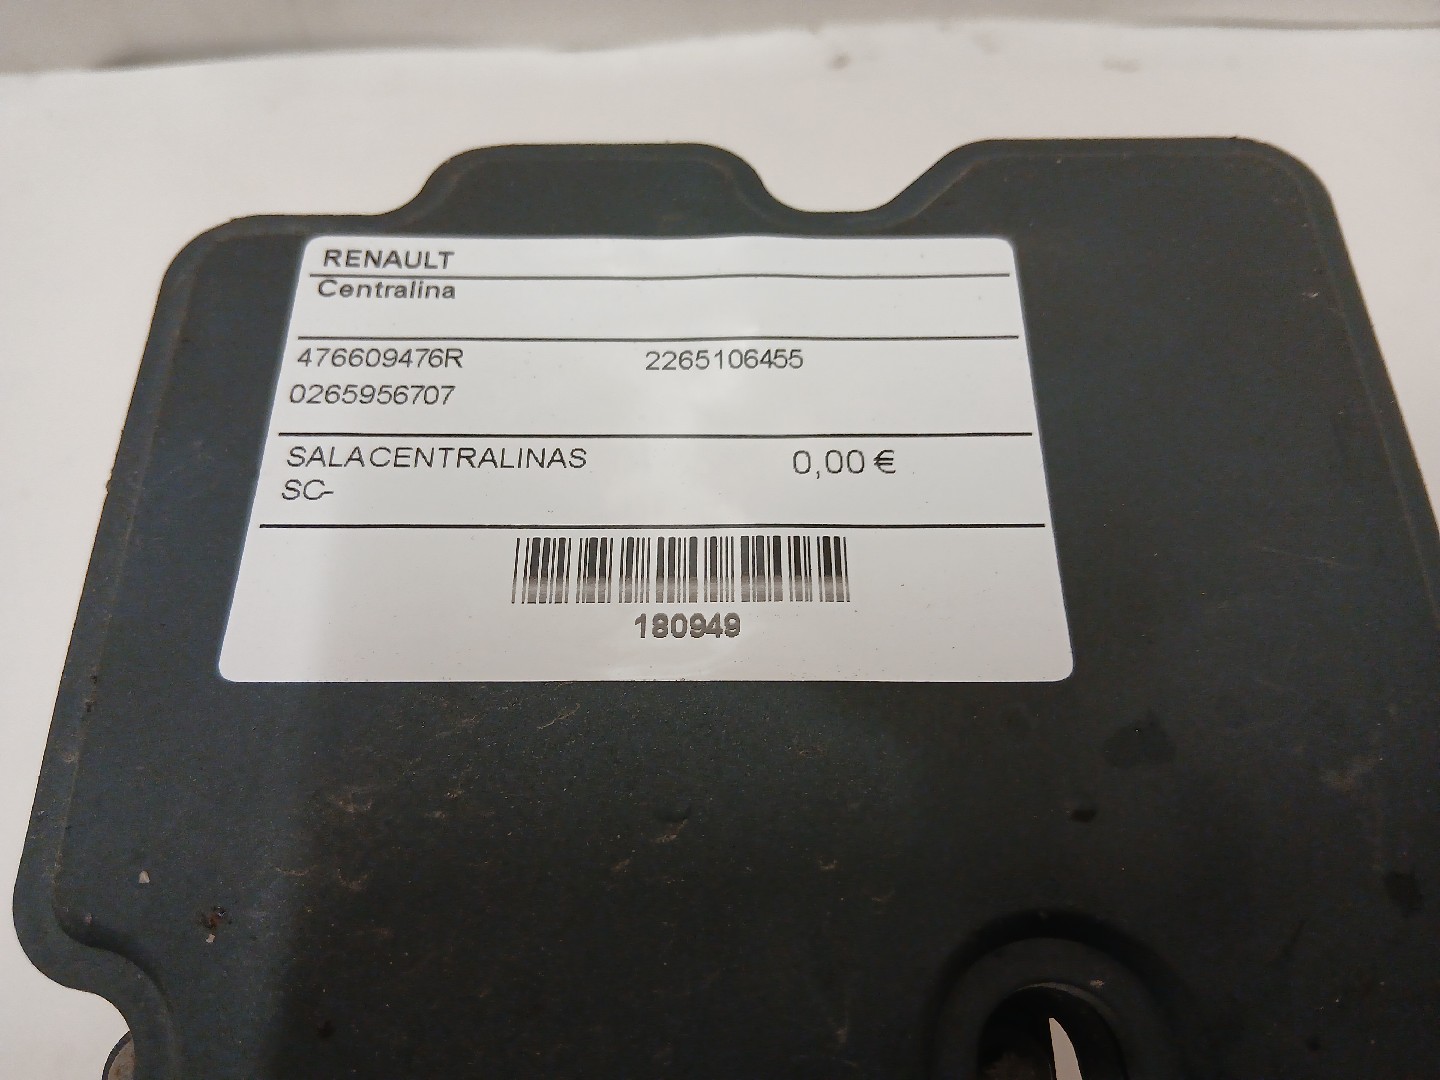 RENAULT
Centralina
476609476R 2265106455
0265956707
SALACENTRALINAS 0,00 €
SC-
180949